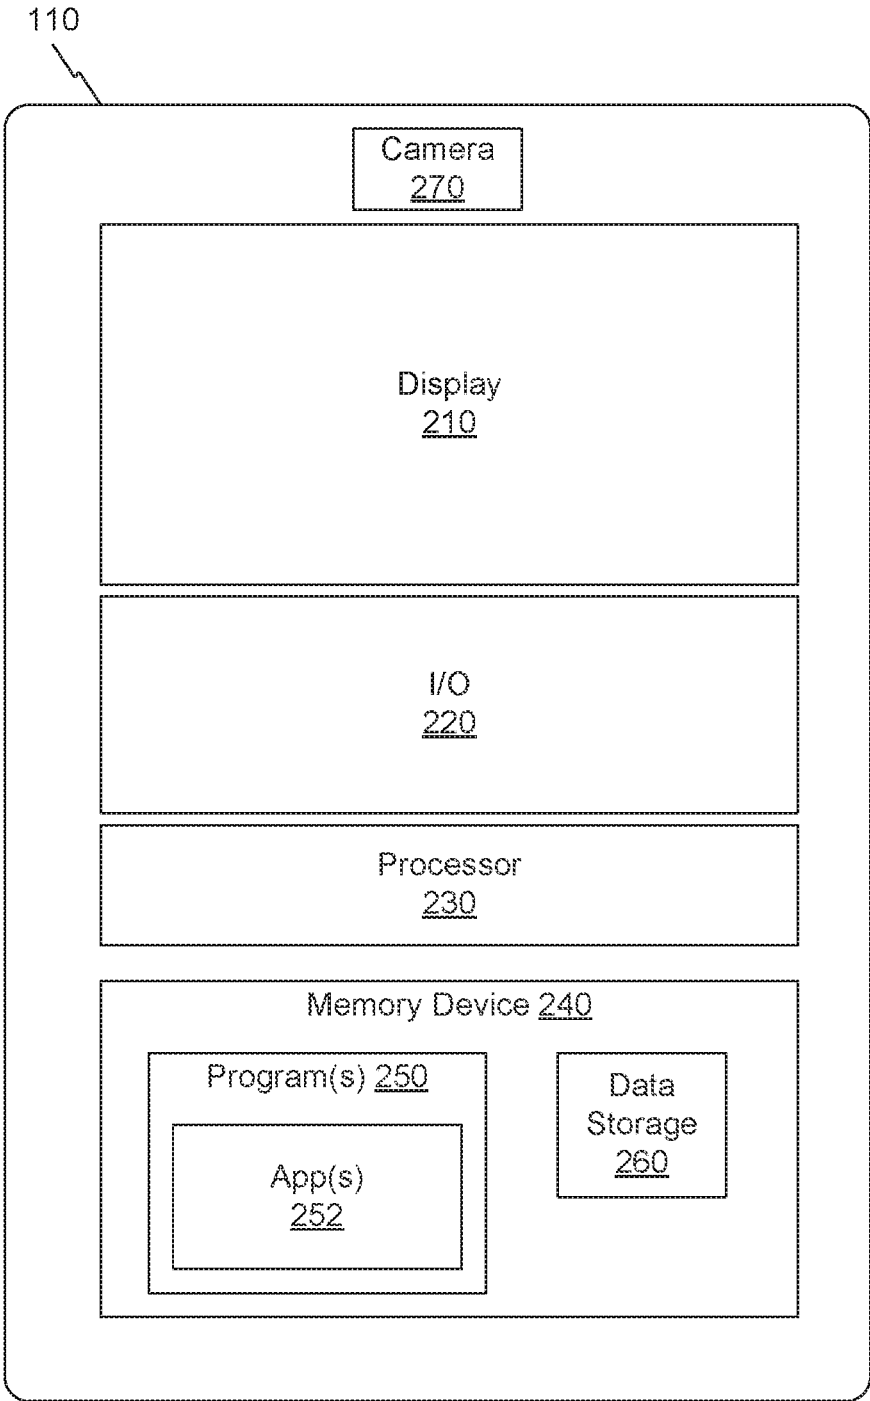 110
Camera
270
Display
210
I/O
220
Processor
230
Memory Device 240
Program(s) 250
App(s)
252
Data
Storage
260